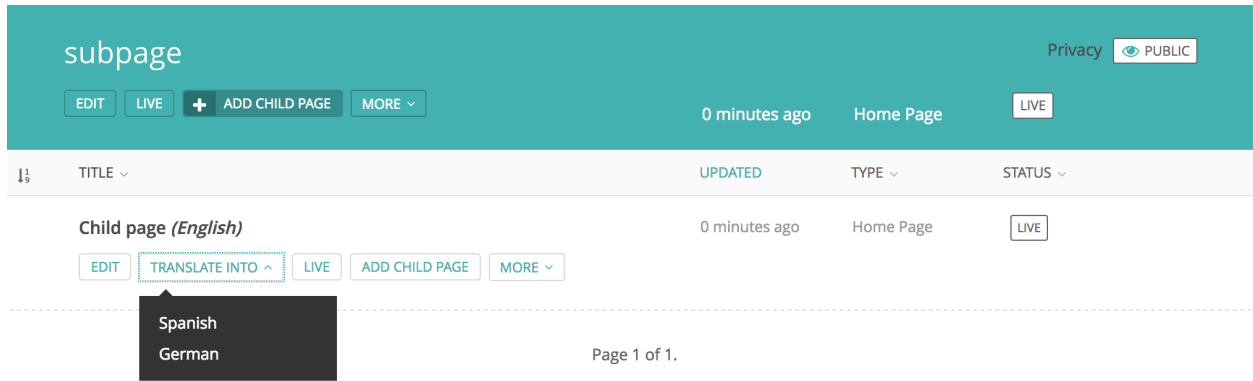 subpage
Privacy PUBLIC
EDIT LIVE ADD CHILD PAGE MORE
0 minutes ago Home Page LIVE
TITLE UPDATED TYPE STATUS
Child page (English) 0 minutes ago Home Page LIVE
EDIT TRANSLATE INTO LIVE ADD CHILD PAGE MORE
Spanish
German
Page 1 of 1.